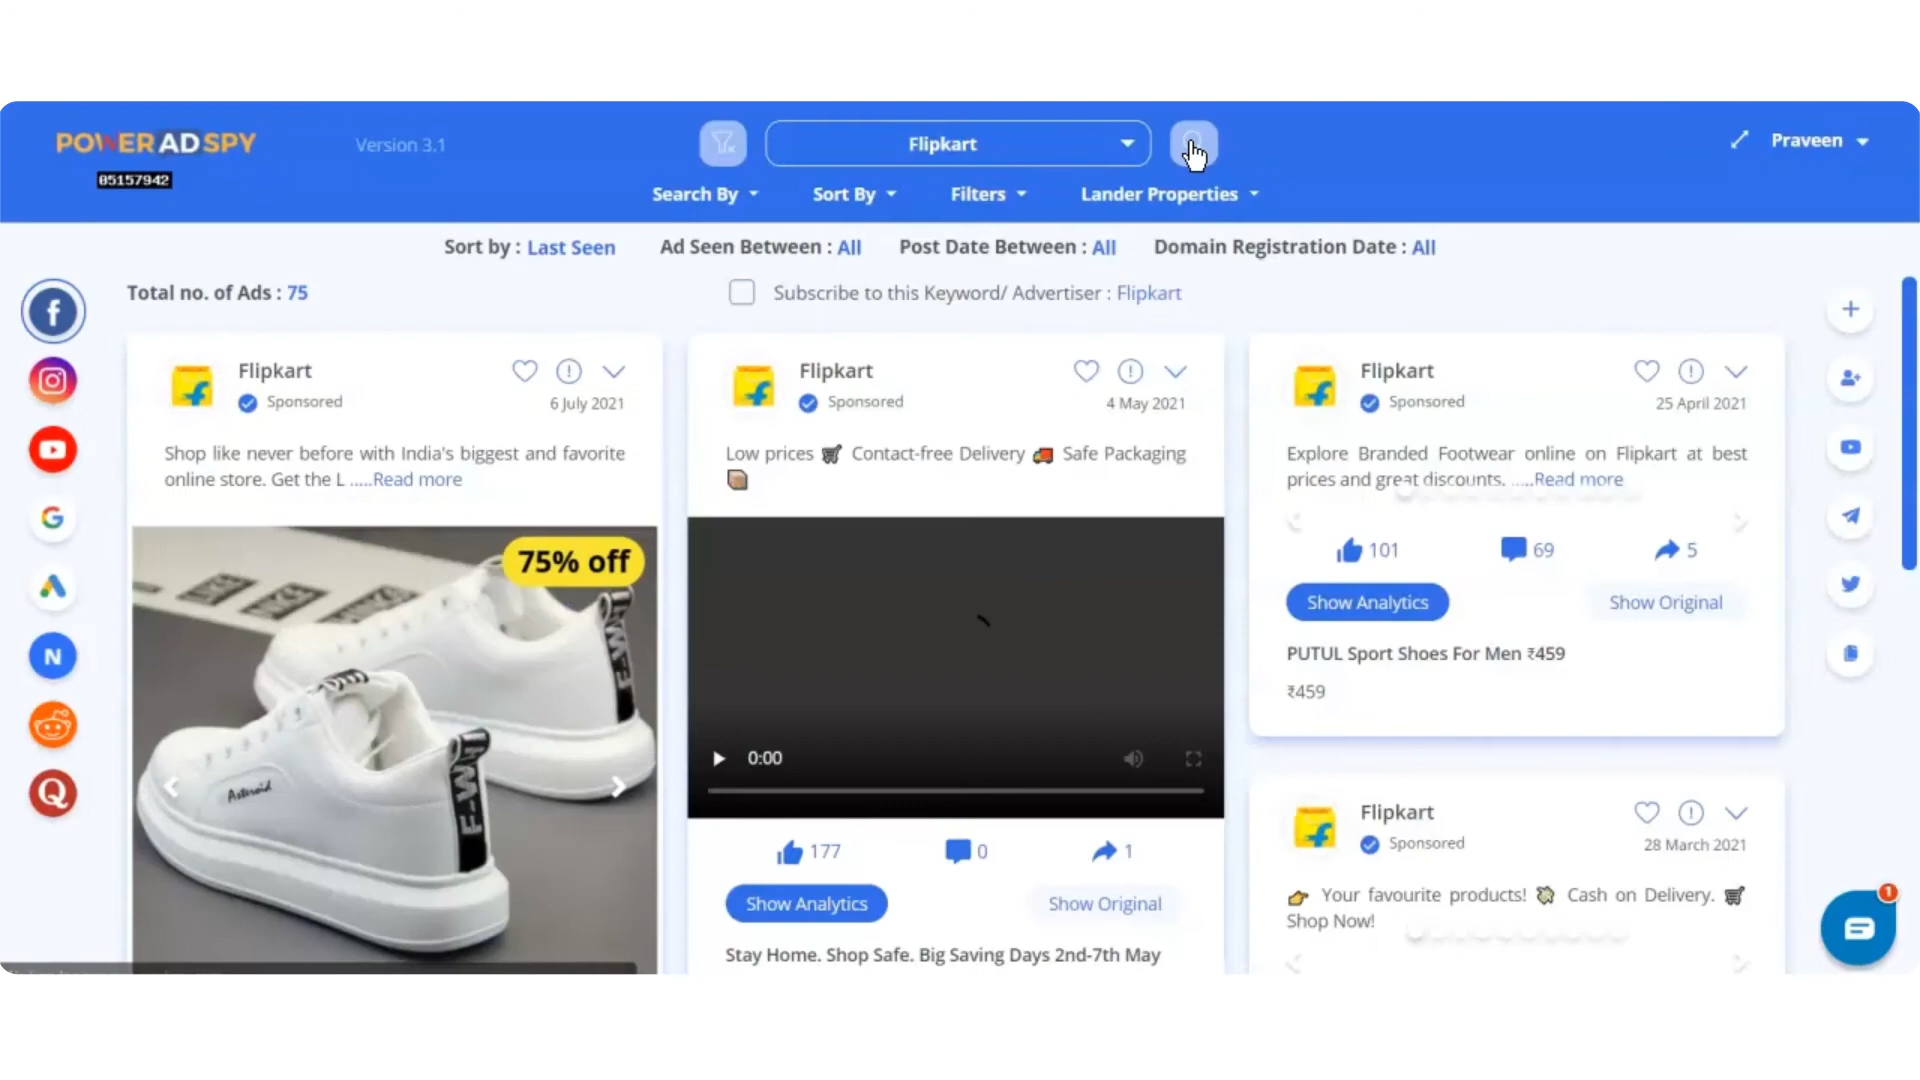 POWER AD SPY
05157942
Version 3.1
Flipkart
Praveen
Search By
Sort By
Filters
Lander Properties
Sort by : Last Seen
Ad Seen Between : All
Post Date Between : All
Domain Registration Date : All
Total no. of Ads : 75
Subscribe to this Keyword/ Advertiser : Flipkart
Flipkart
Sponsored
6 July 2021
Shop like never before with India's biggest and favorite
online store. Get the L .....Read more
75% off
Asteroid
Flipkart
Sponsored
4 May 2021
Low prices 🛒 Contact-free Delivery 🚚 Safe Packaging
📦
0:00
177
0
1
Show Analytics
Show Original
Stay Home. Shop Safe. Big Saving Days 2nd-7th May
Flipkart
Sponsored
25 April 2021
Explore Branded Footwear online on Flipkart at best
prices and great discounts. .....Read more
101
69
5
Show Analytics
Show Original
PUTUL Sport Shoes For Men ₹459
₹459
Flipkart
Sponsored
28 March 2021
👉 Your favourite products! 💸 Cash on Delivery. 🛒
Shop Now!
N
1